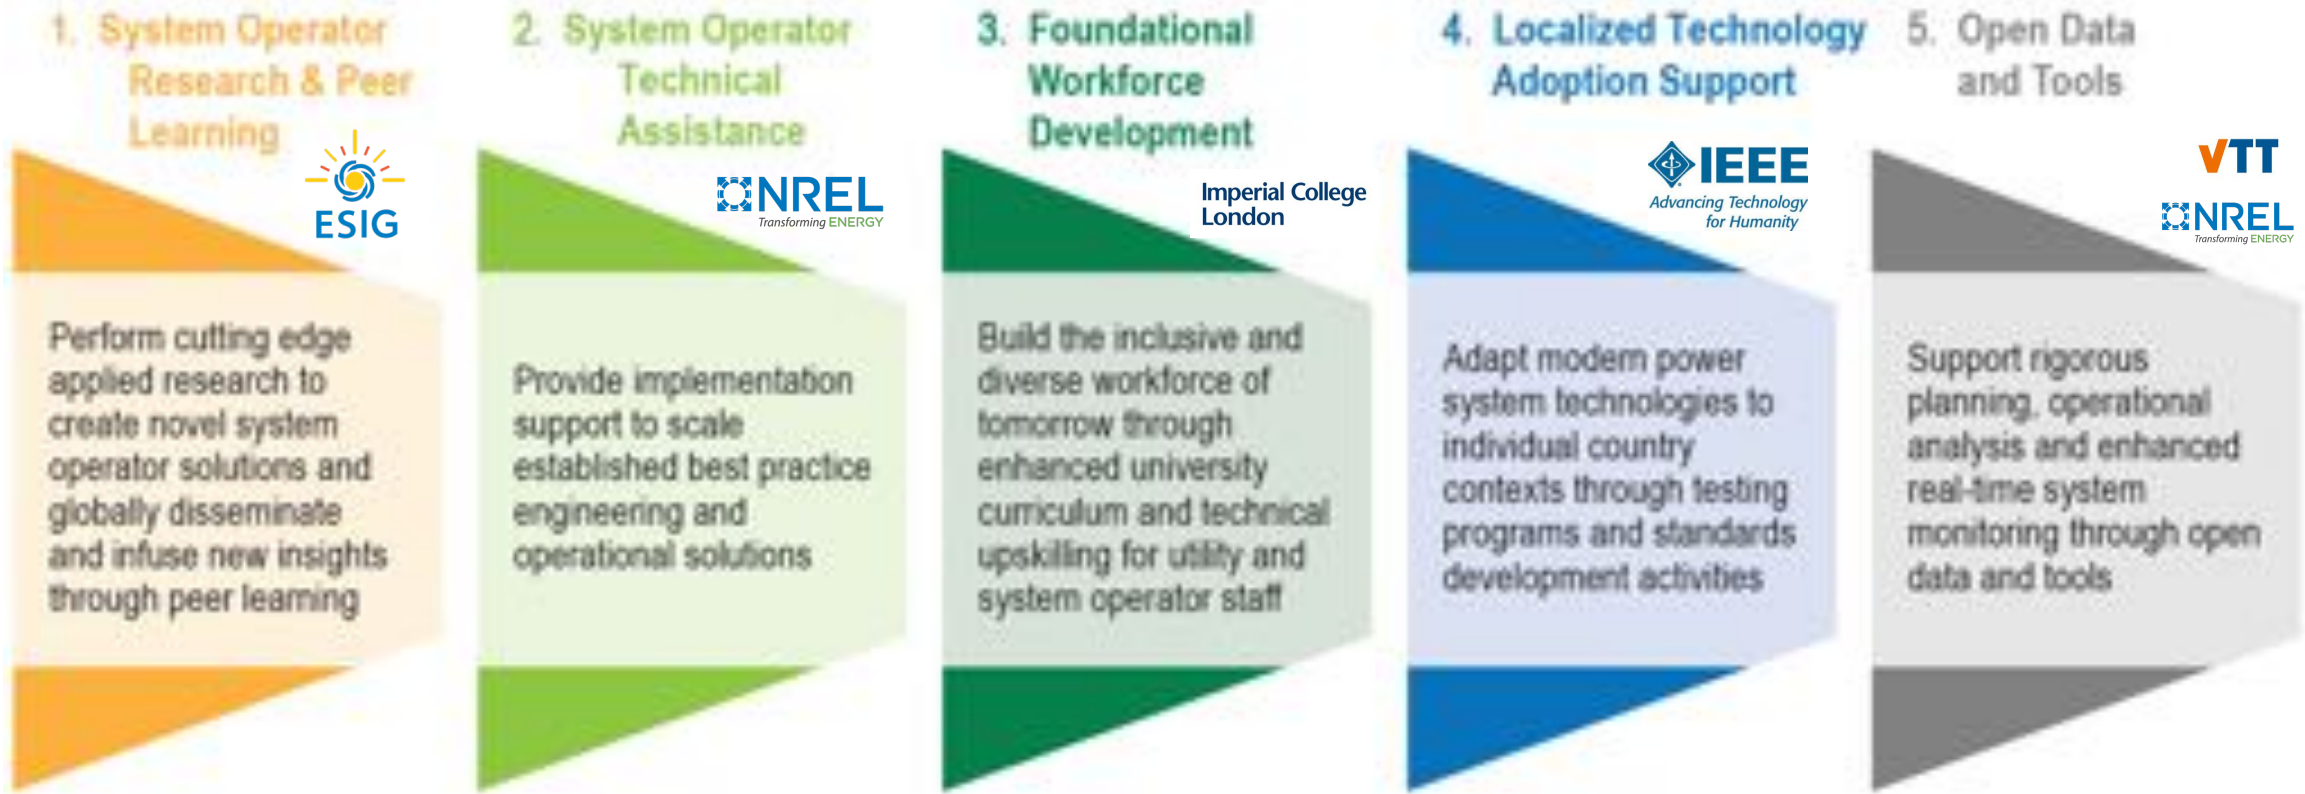 1. System Operator
Research & Peer
Learning
ESIG
Perform cutting edge
applied research to
create novel system
operator solutions and
globally disseminate
and infuse new insights
through peer learning
2. System Operator
Technical
Assistance
NREL
Transforming ENERGY
Provide implementation
support to scale
established best practice
engineering and
operational solutions
3. Foundational
Workforce
Development
Imperial College
London
Build the inclusive and
diverse workforce of
tomorrow through
enhanced university
curriculum and technical
upskilling for utility and
system operator staff
4. Localized Technology
Adoption Support
IEEE
Advancing Technology
for Humanity
Adapt modern power
system technologies to
individual country
contexts through testing
programs and standards
development activities
5. Open Data
and Tools
VTT
NREL
Transforming ENERGY
Support rigorous
planning, operational
analysis and enhanced
real-time system
monitoring through open
data and tools